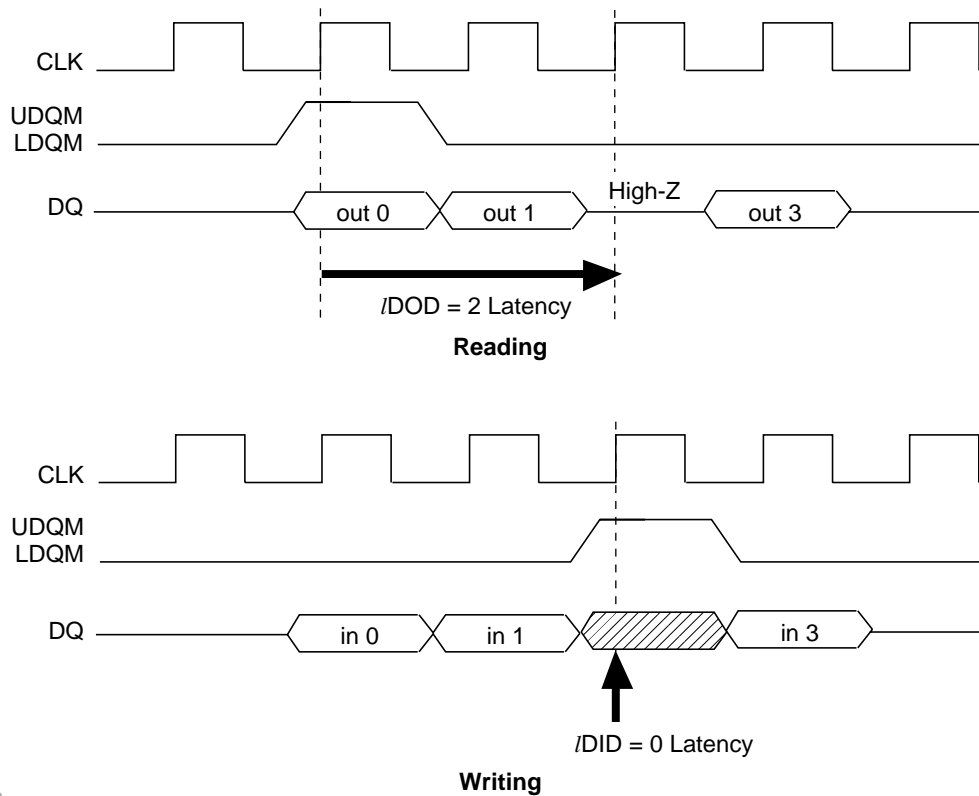 CLK
UDQM
LDQM
DQ
out 0
out 1
High-Z
out 3
lDOD = 2 Latency
Reading
CLK
UDQM
LDQM
DQ
in 0
in 1
in 3
lDID = 0 Latency
Writing